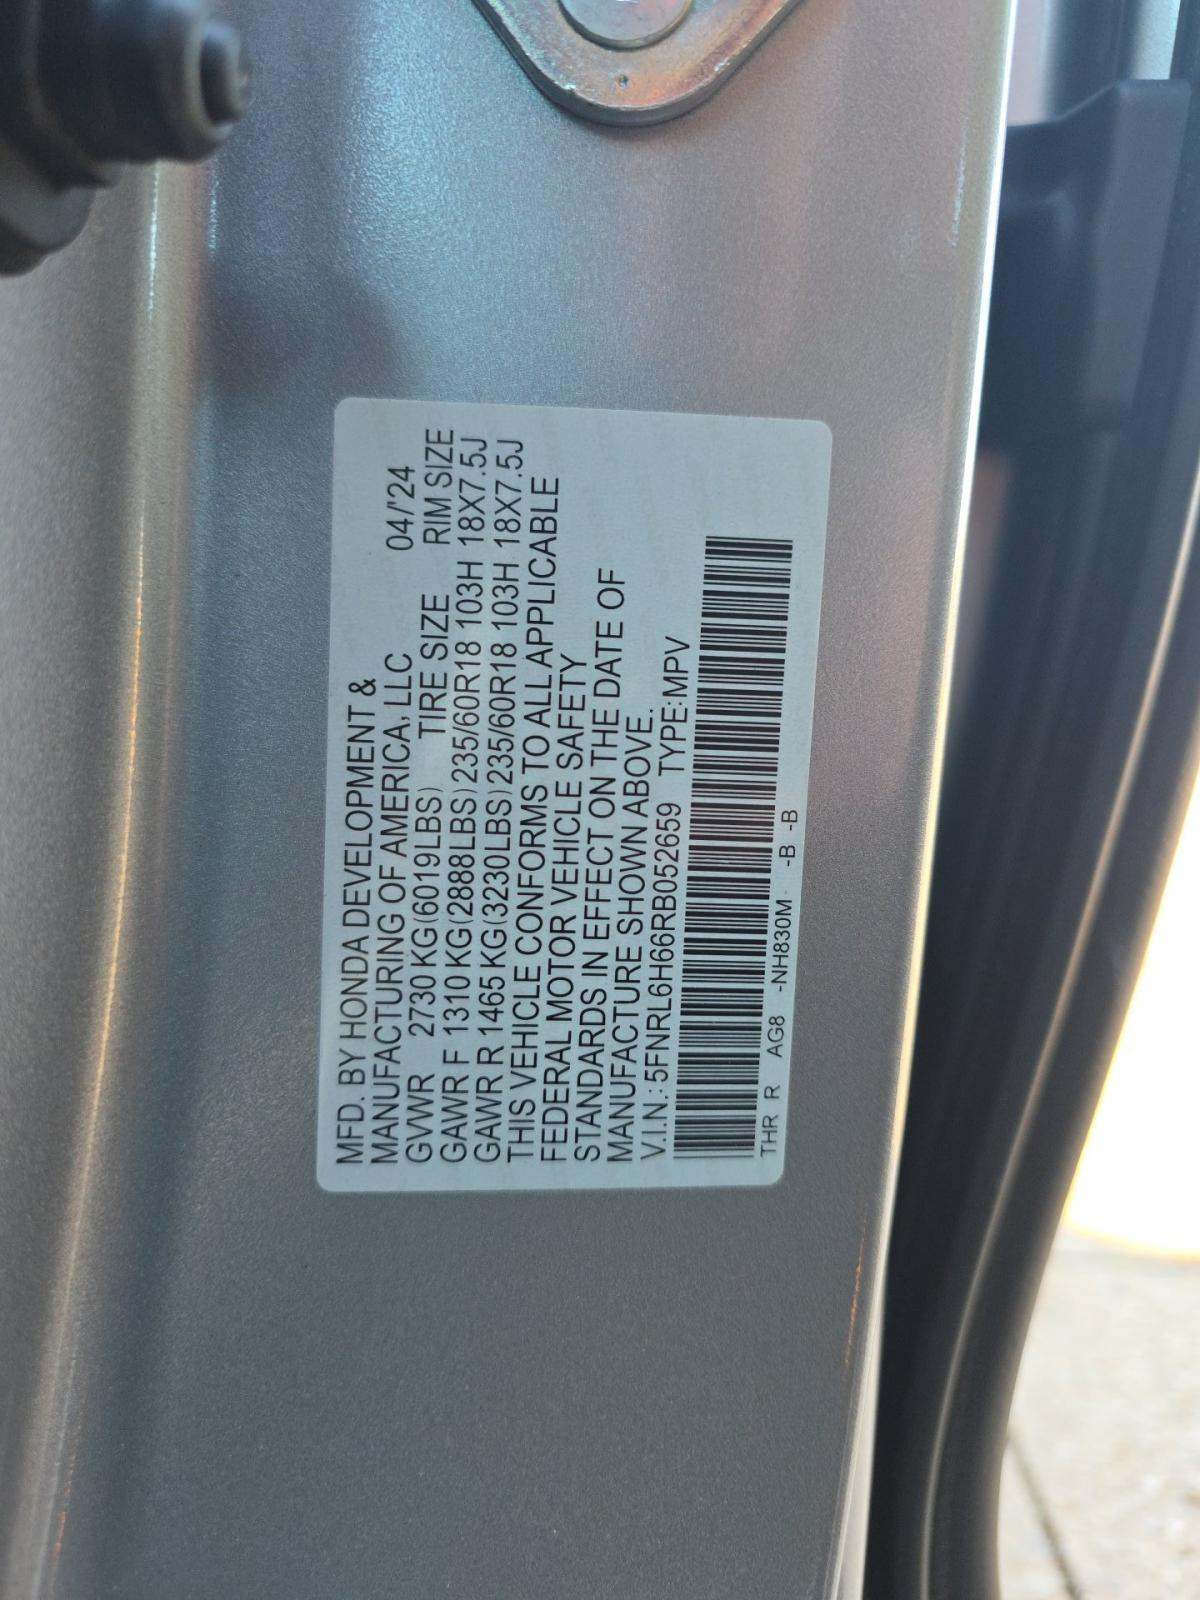 MFD. BY HONDA DEVELOPMENT &
MANUFACTURING OF AMERICA, LLC 04/'24
GVWR 2730 KG(6019LBS) TIRE SIZE RIM SIZE
GAWR F 1310 KG(2888LBS) 235/60R18 103H 18X7.5J
GAWR R 1465 KG(3230LBS) 235/60R18 103H 18X7.5J
THIS VEHICLE CONFORMS TO ALL APPLICABLE
FEDERAL MOTOR VEHICLE SAFETY
STANDARDS IN EFFECT ON THE DATE OF
MANUFACTURE SHOWN ABOVE.
V.I.N.: 5FNRL6H66RB052659 TYPE:MPV
THR R AG8 -NH830M -B -B